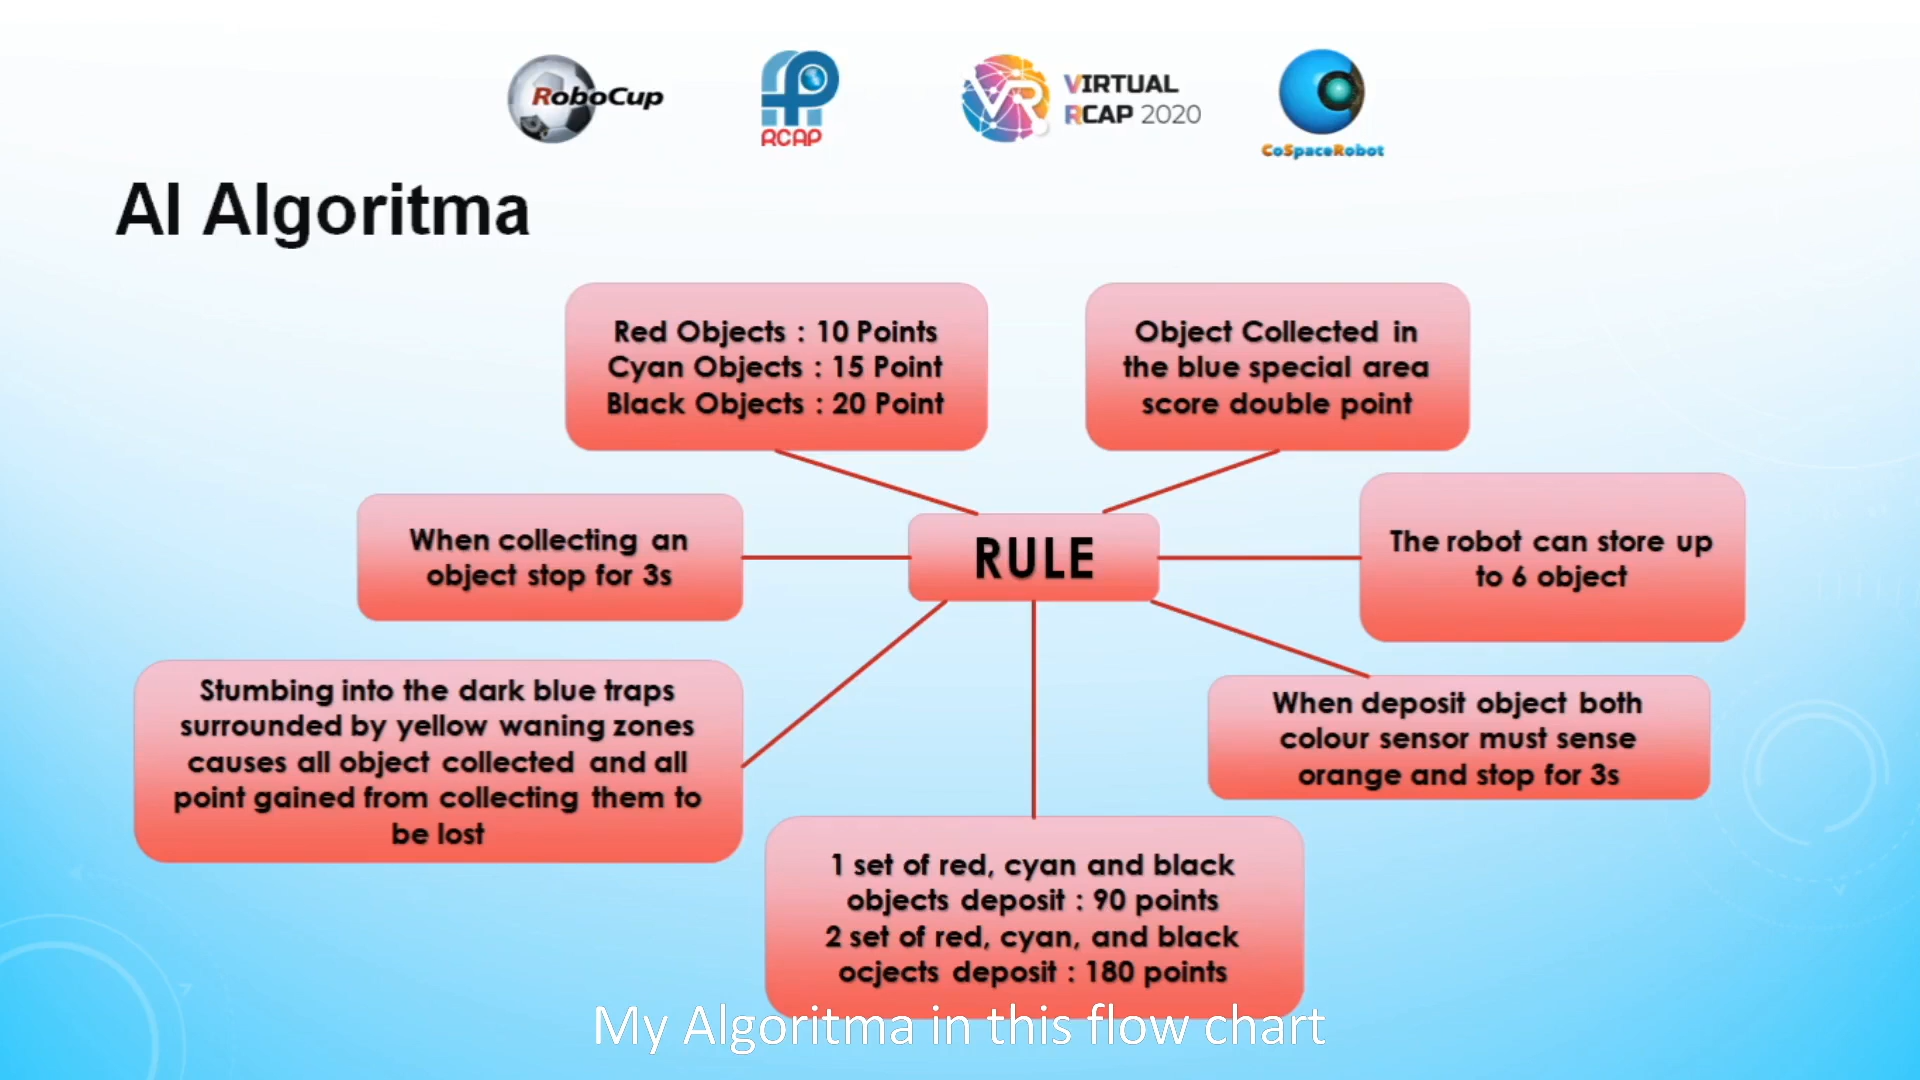 RoboCup
RCAP
VIRTUAL
RCAP 2020
CoSpaceRobot
AI Algoritma
Red Objects : 10 Points
Cyan Objects : 15 Point
Black Objects : 20 Point
Object Collected in
the blue special area
score double point
When collecting an
object stop for 3s
RULE
The robot can store up
to 6 object
Stumbing into the dark blue traps
surrounded by yellow waning zones
causes all object collected and all
point gained from collecting them to
be lost
When deposit object both
colour sensor must sense
orange and stop for 3s
1 set of red, cyan and black
objects deposit : 90 points
2 set of red, cyan, and black
ocjects deposit : 180 points
My Algoritma in this flow chart